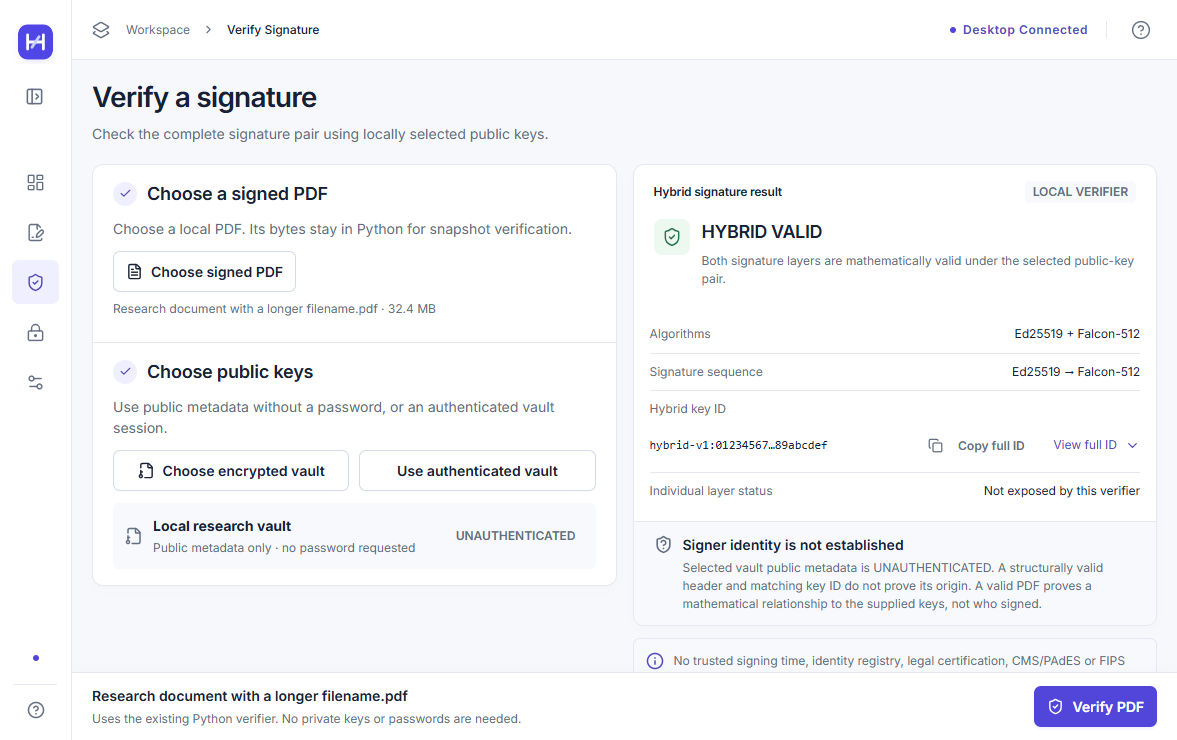 Workspace > Verify Signature
Desktop Connected
Verify a signature
Check the complete signature pair using locally selected public keys.
Choose a signed PDF
Choose a local PDF. Its bytes stay in Python for snapshot verification.
Choose signed PDF
Research document with a longer filename.pdf · 32.4 MB
Choose public keys
Use public metadata without a password, or an authenticated vault
session.
Choose encrypted vault
Use authenticated vault
Local research vault
Public metadata only · no password requested
UNAUTHENTICATED
Hybrid signature result
LOCAL VERIFIER
HYBRID VALID
Both signature layers are mathematically valid under the selected public-key
pair.
Algorithms
Ed25519 + Falcon-512
Signature sequence
Ed25519 → Falcon-512
Hybrid key ID
hybrid-v1:01234567…89abcdef
Copy full ID
View full ID
Individual layer status
Not exposed by this verifier
Signer identity is not established
Selected vault public metadata is UNAUTHENTICATED. A structurally valid
header and matching key ID do not prove its origin. A valid PDF proves a
mathematical relationship to the supplied keys, not who signed.
No trusted signing time, identity registry, legal certification, CMS/PAdES or FIPS
Research document with a longer filename.pdf
Uses the existing Python verifier. No private keys or passwords are needed.
Verify PDF